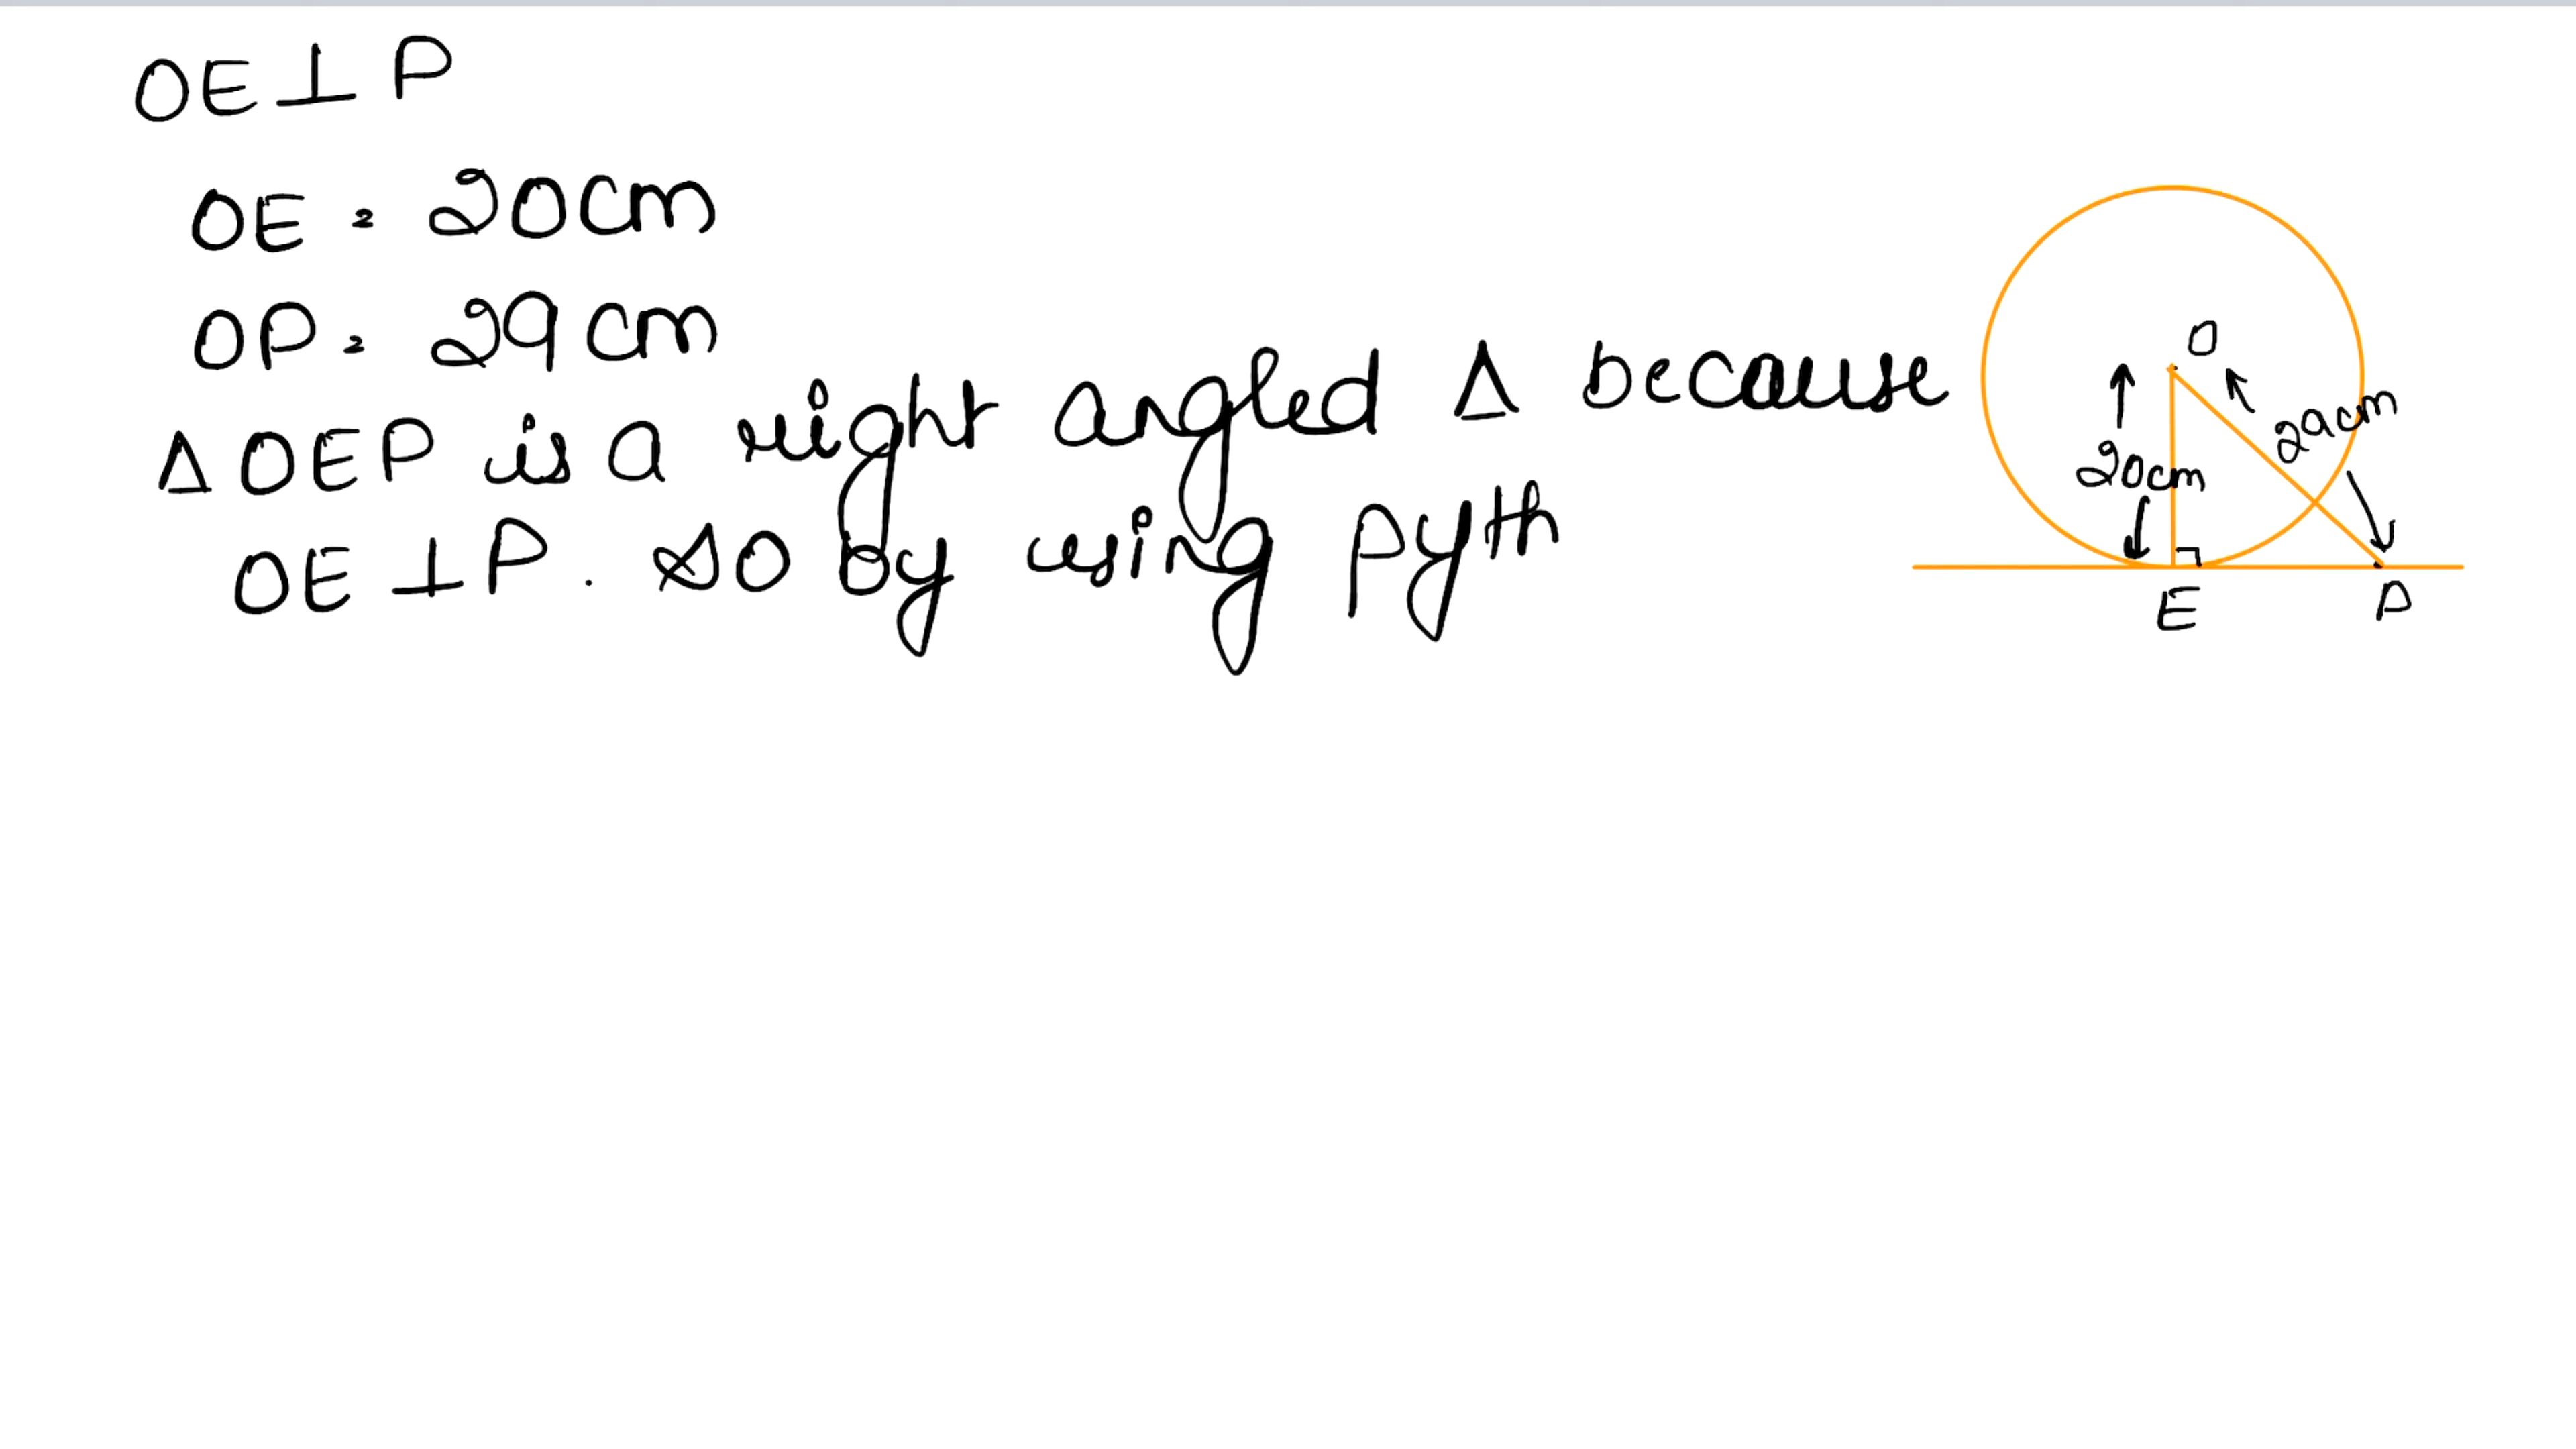 OE ⊥ P
OE = 20cm
OP = 29cm
Δ OEP is a right angled Δ because
OE ⊥ P. so by using pyth
O
20cm
29cm
E
P